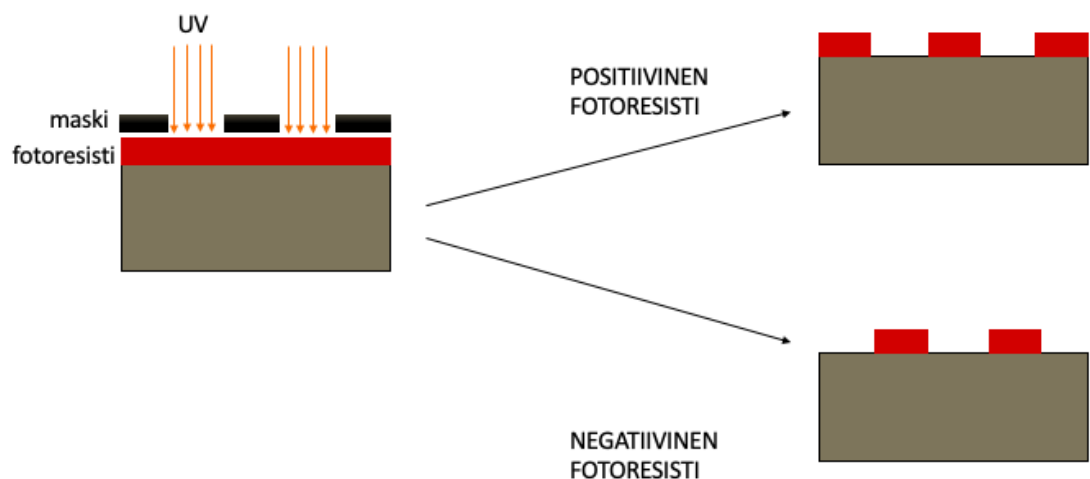 UV
maski
fotoresisti
POSITIIVINEN
FOTORESISTI
NEGATIIVINEN
FOTORESISTI